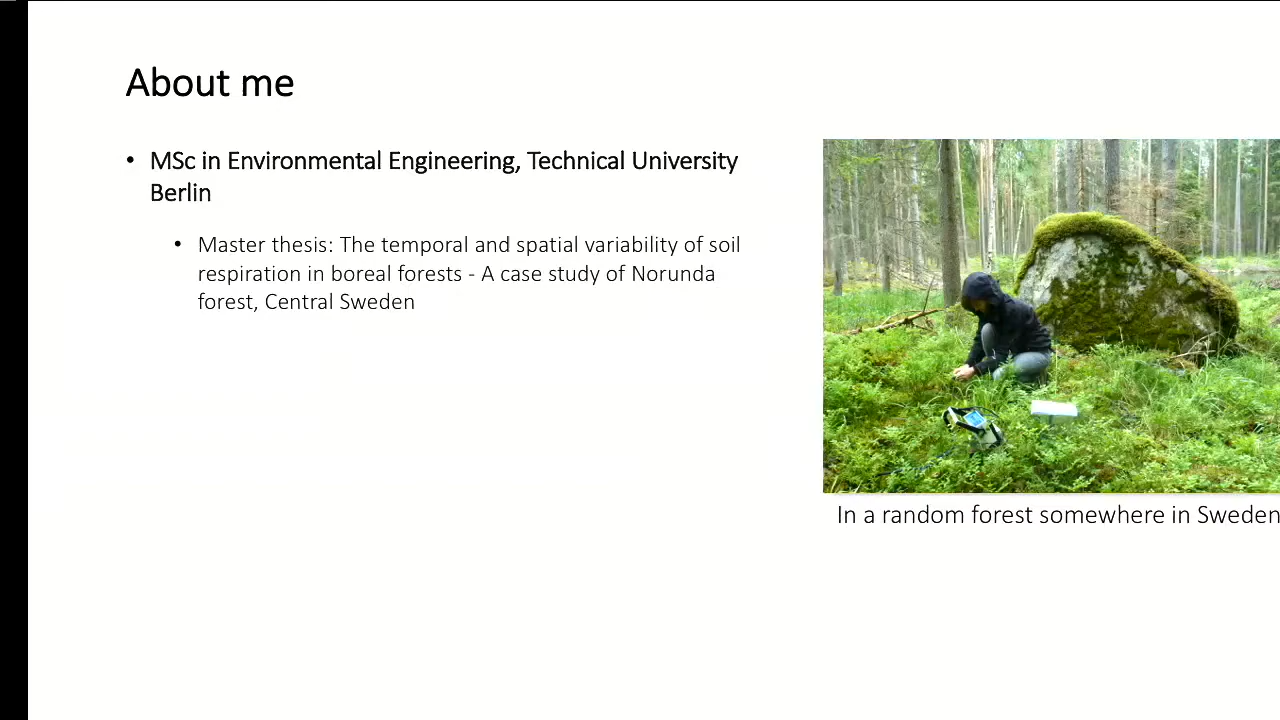 About me
• MSc in Environmental Engineering, Technical University
Berlin
• Master thesis: The temporal and spatial variability of soil
respiration in boreal forests - A case study of Norunda
forest, Central Sweden
In a random forest somewhere in Sweden